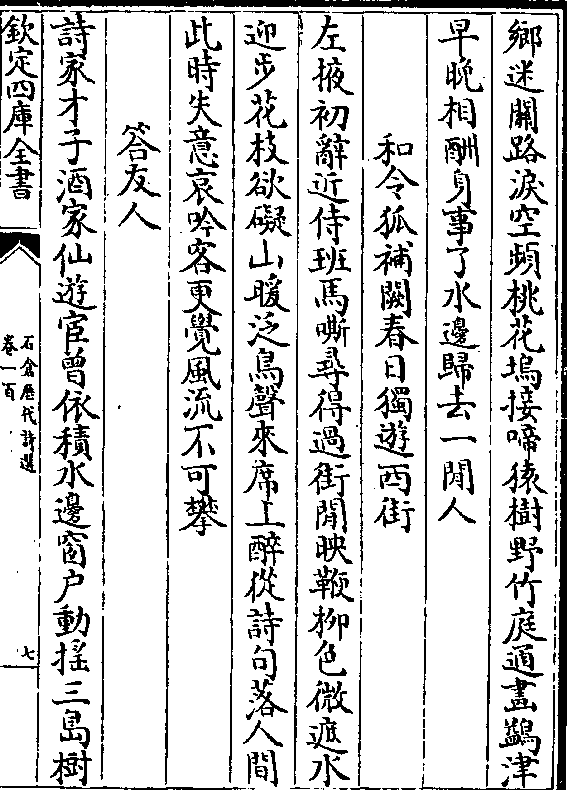 鄉迷關路淚空頻桃花塢接啼猿樹野竹庭通畫鷁津
早晚相酬身事了水邊歸去一閒人
和令狐補闕春日獨遊西街
左掖初辭近侍班馬嘶尋得過街閒映鞭柳色微遮水
迎步花枝欲礙山暖泛鳥聲來席上醉從詩句落人間
此時失意哀吟客更覺風流不可攀
答友人
詩家才子酒家仙遊宦曾依積水邊窗户動搖三島樹
欽定四庫全書
石倉歷代詩選
卷一百
七